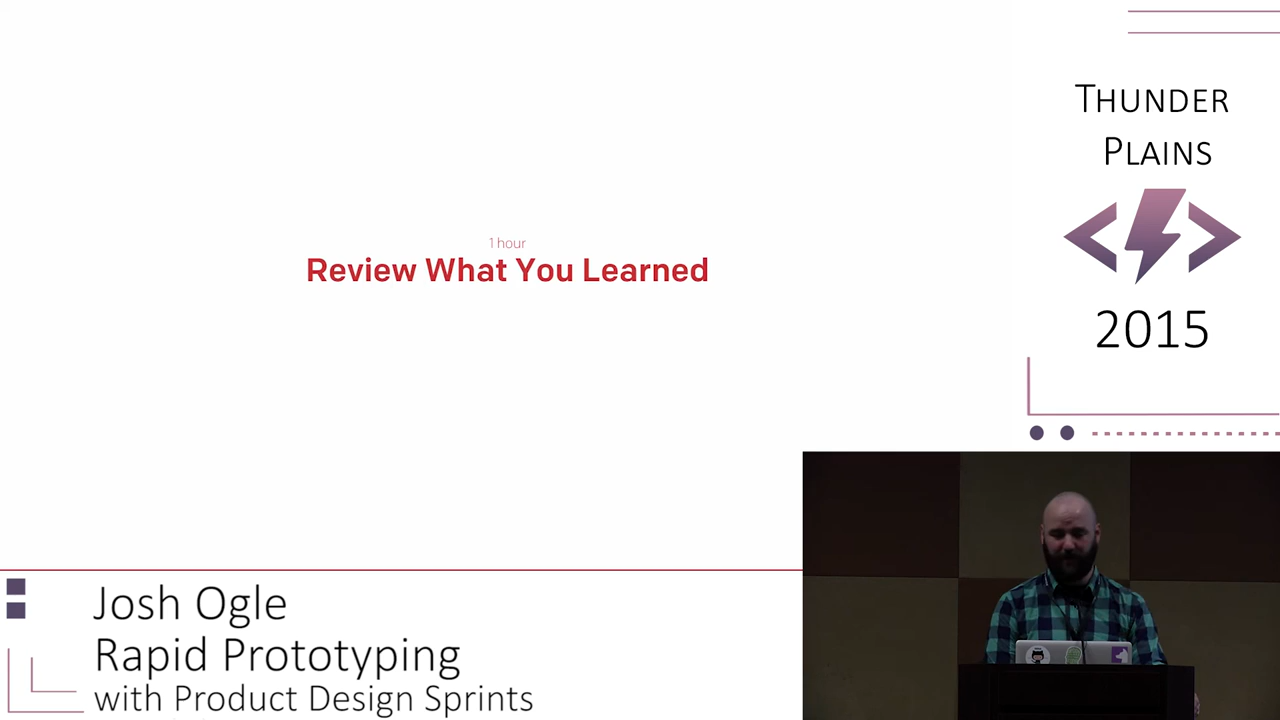 1 hour
Review What You Learned
THUNDER
PLAINS
2015
Josh Ogle
Rapid Prototyping
with Product Design Sprints